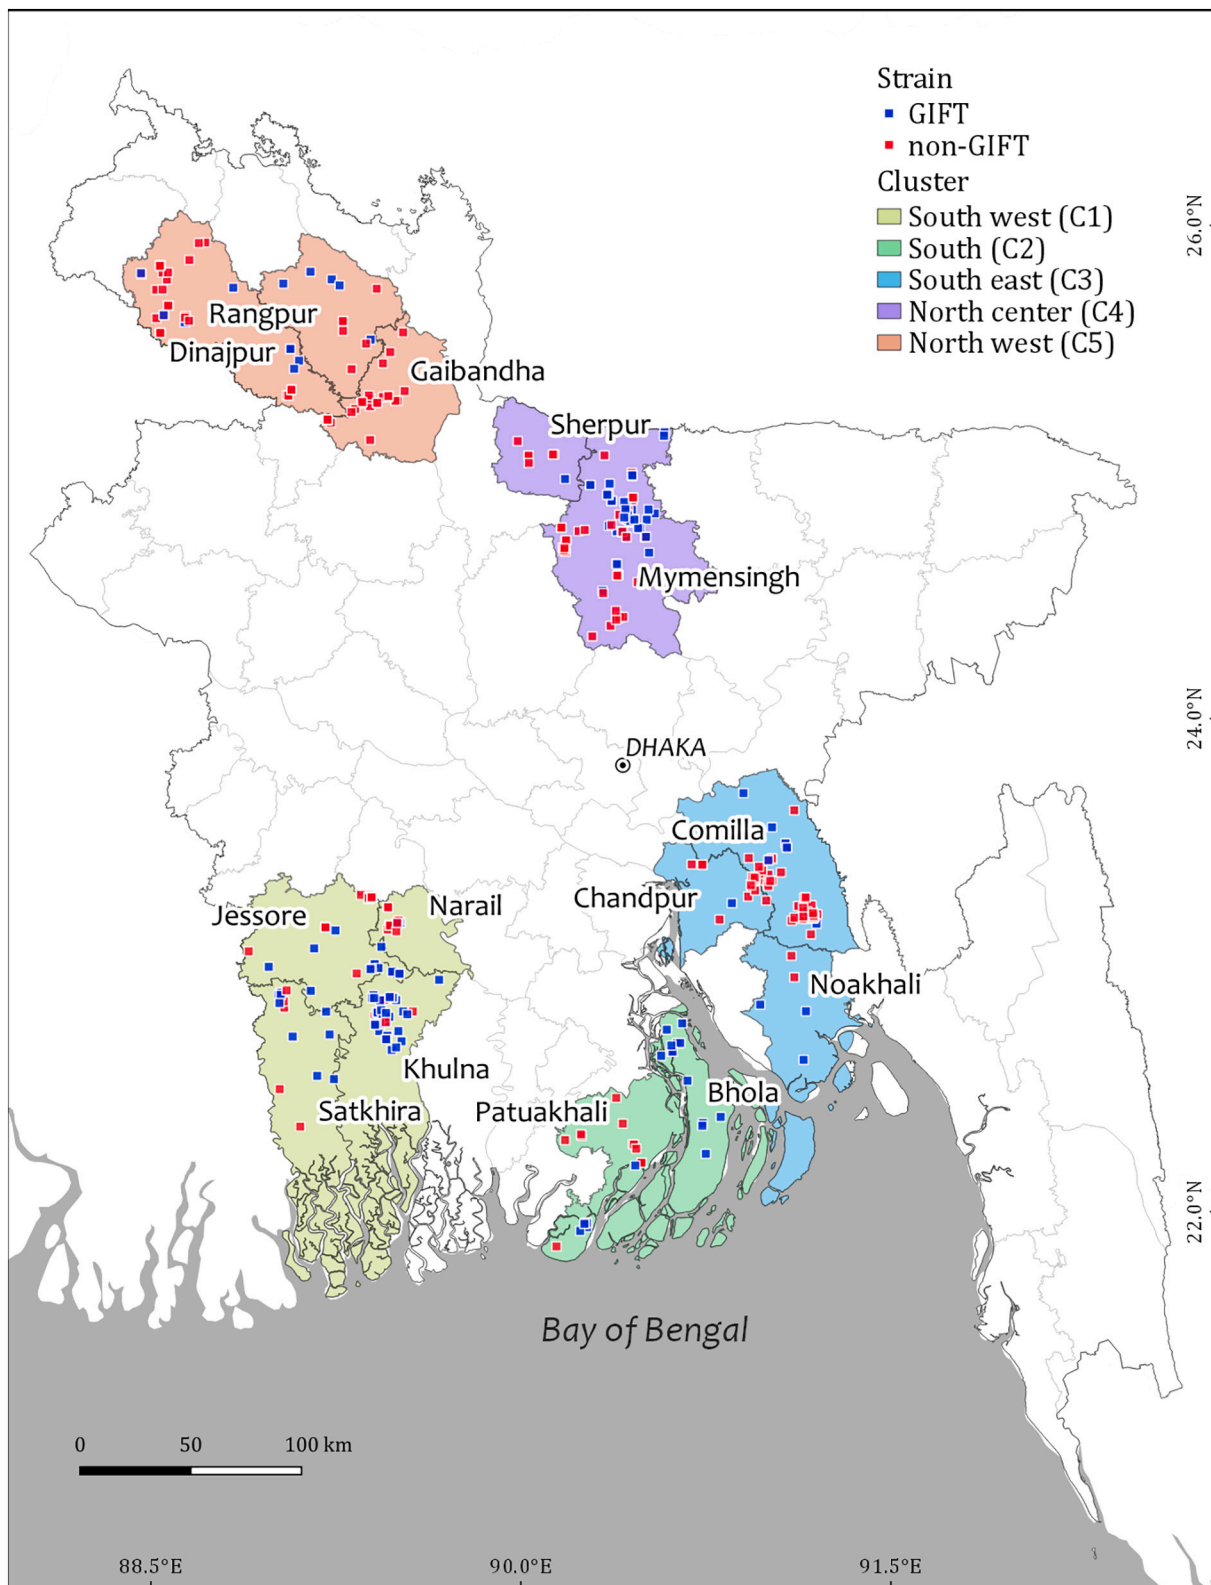 Strain
GIFT
non-GIFT
Cluster
South west (C1)
South (C2)
South east (C3)
North center (C4)
North west (C5)
26.0°N
Rangpur
Dinajpur
Gaibandha
Sherpur
Mymensingh
24.0°N
DHAKA
Comilla
Chandpur
Jessore
Narail
Noakhali
Khulna
Satkhira
Patuakhali
Bhola
22.0°N
Bay of Bengal
0 50 100 km
88.5°E 90.0°E 91.5°E